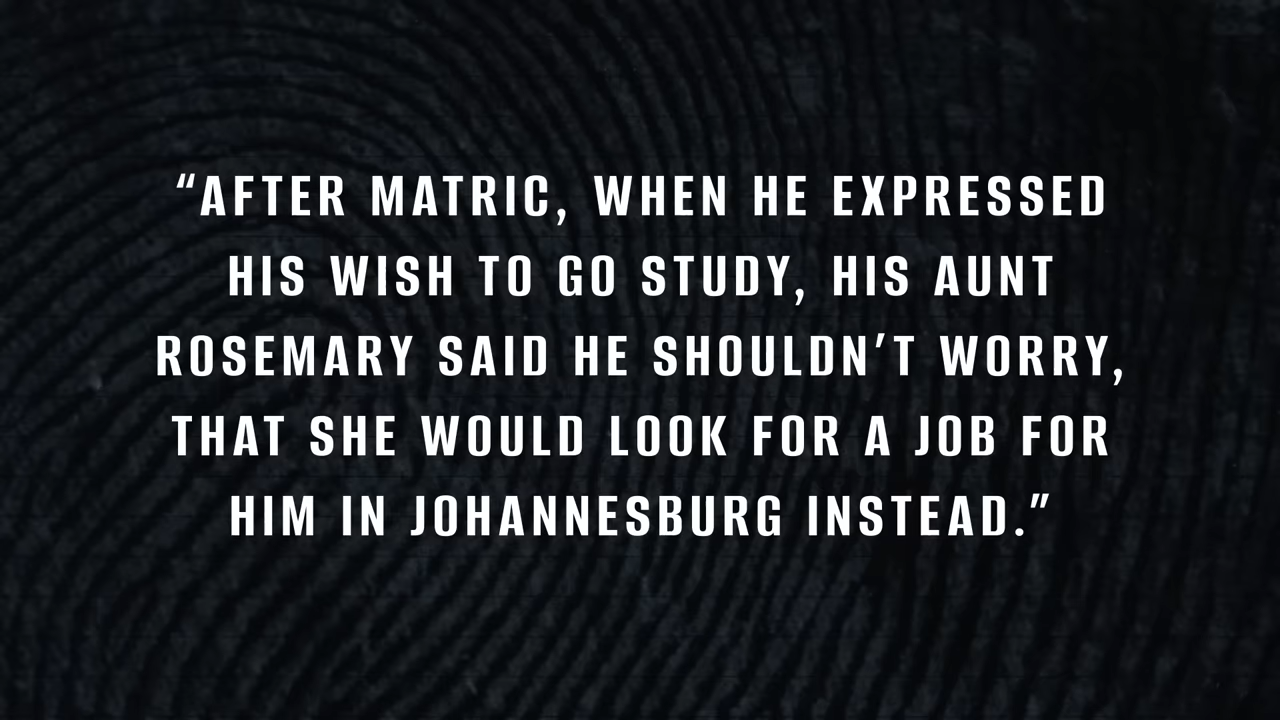 “AFTER MATRIC, WHEN HE EXPRESSED
HIS WISH TO GO STUDY, HIS AUNT
ROSEMARY SAID HE SHOULDN’T WORRY,
THAT SHE WOULD LOOK FOR A JOB FOR
HIM IN JOHANNESBURG INSTEAD.”